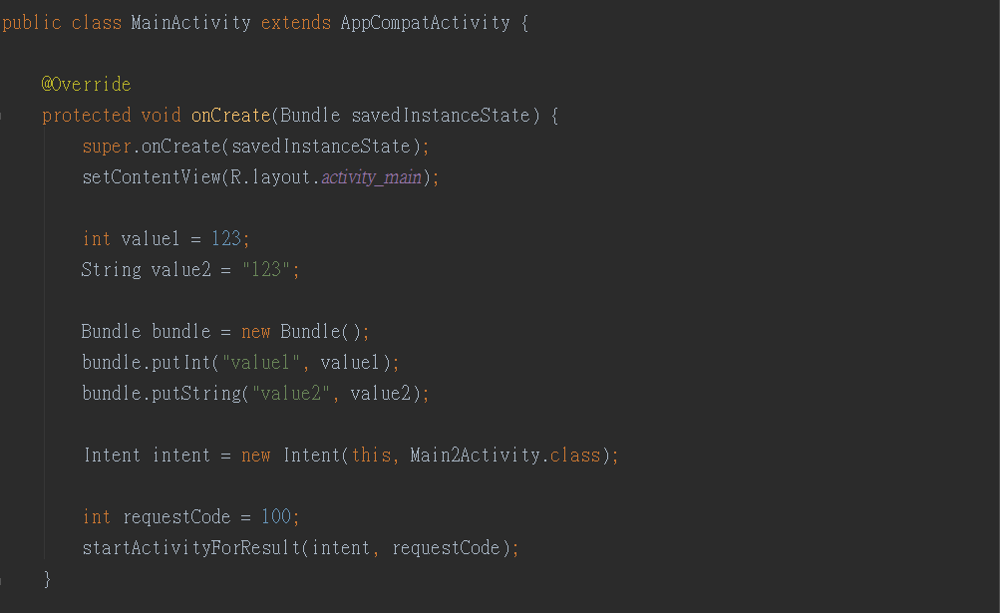 public class MainActivity extends AppCompatActivity {
@Override
protected void onCreate(Bundle savedInstanceState) {
super.onCreate(savedInstanceState);
setContentView(R.layout.activity_main);
int value1 = 123;
String value2 = "123";
Bundle bundle = new Bundle();
bundle.putInt("value1", value1);
bundle.putString("value2", value2);
Intent intent = new Intent(this, Main2Activity.class);
int requestCode = 100;
startActivityForResult(intent, requestCode);
}